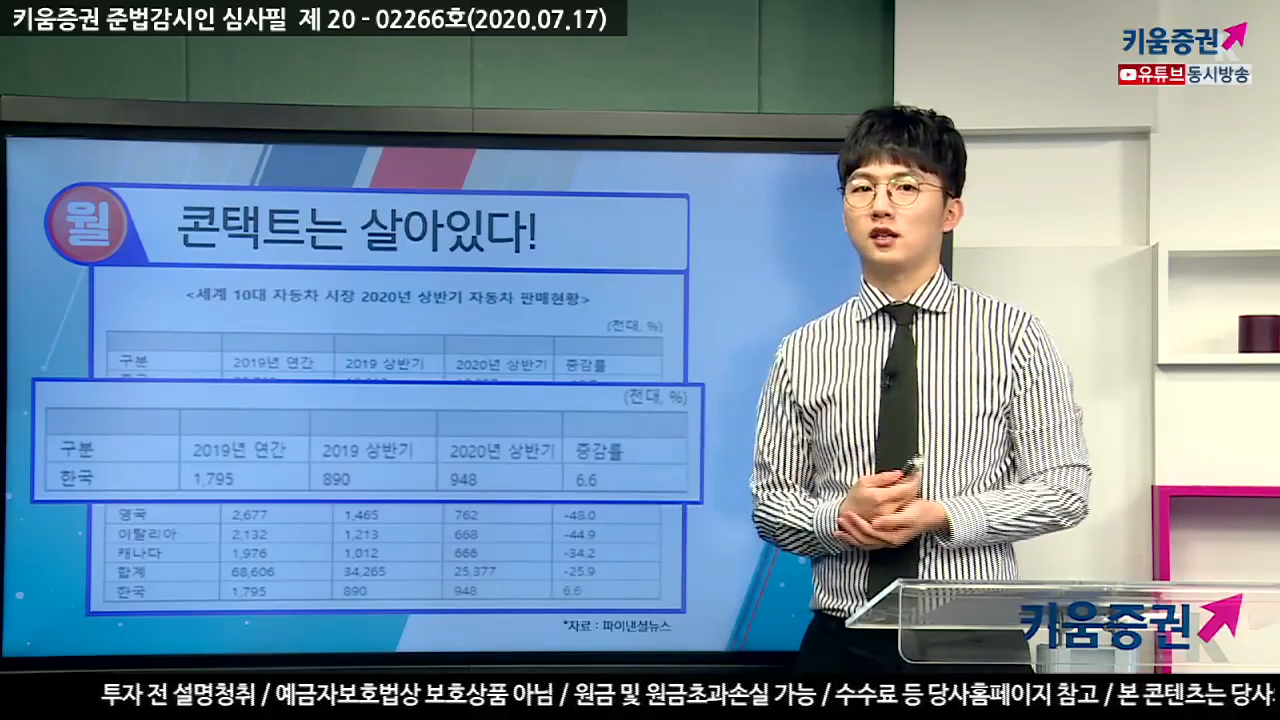 키움증권 준법감시인 심사필 제 20 - 02266호(2020.07.17)
키움증권
유튜브 동시방송
월 콘택트는 살아있다!
<세계 10대 자동차 시장 2020년 상반기 자동차 판매현황>
(천대, %)
구분 2019년 연간 2019 상반기 2020년 상반기 증감률
(천대, %)
구분 2019년 연간 2019 상반기 2020년 상반기 증감률
한국 1,795 890 948 6.6
영국 2,677 1,465 762 -48.0
이탈리아 2,132 1,213 668 -44.9
캐나다 1,976 1,012 666 -34.2
합계 68,606 34,265 25,377 -25.9
한국 1,795 890 948 6.6
*자료 : 파이낸셜뉴스
키움증권
투자 전 설명청취 / 예금자보호법상 보호상품 아님 / 원금 및 원금초과손실 가능 / 수수료 등 당사홈페이지 참고 / 본 콘텐츠는 당사